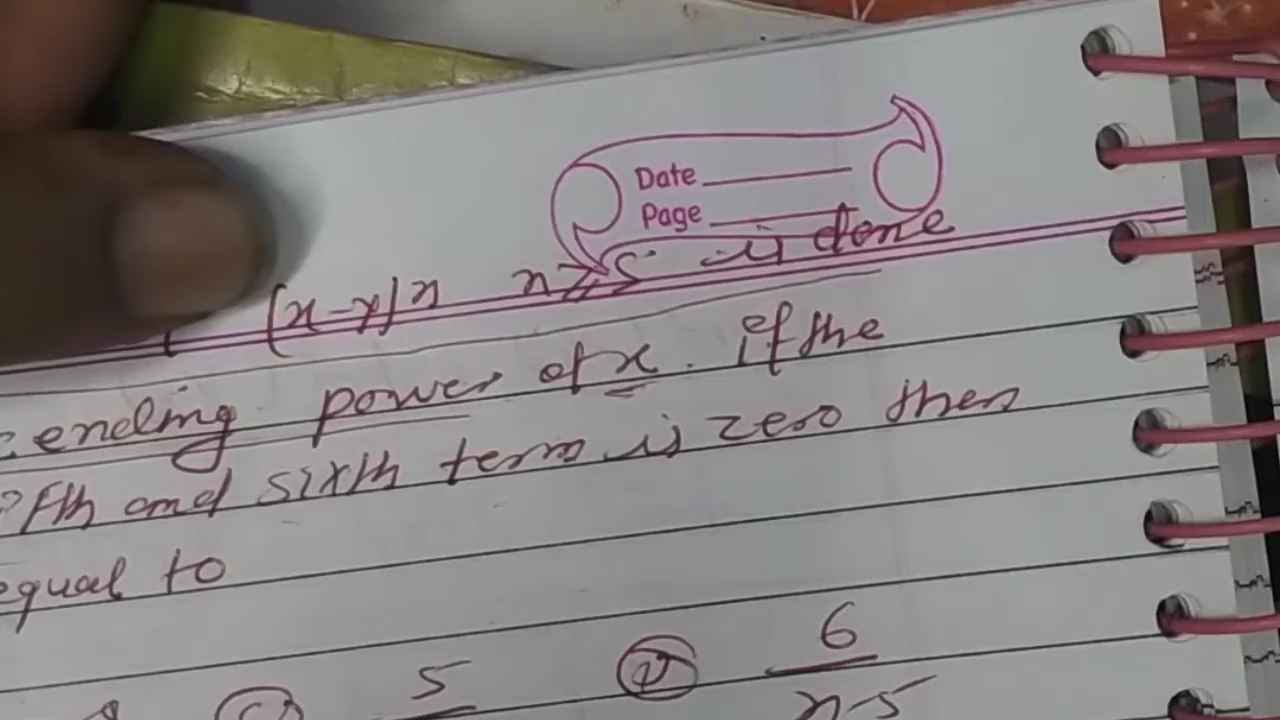 Date
Page
(x-y)n n≥5 is done
ending power of x. if the
fth and sixth term is zero then
equal to
5 (D) 6
n-5